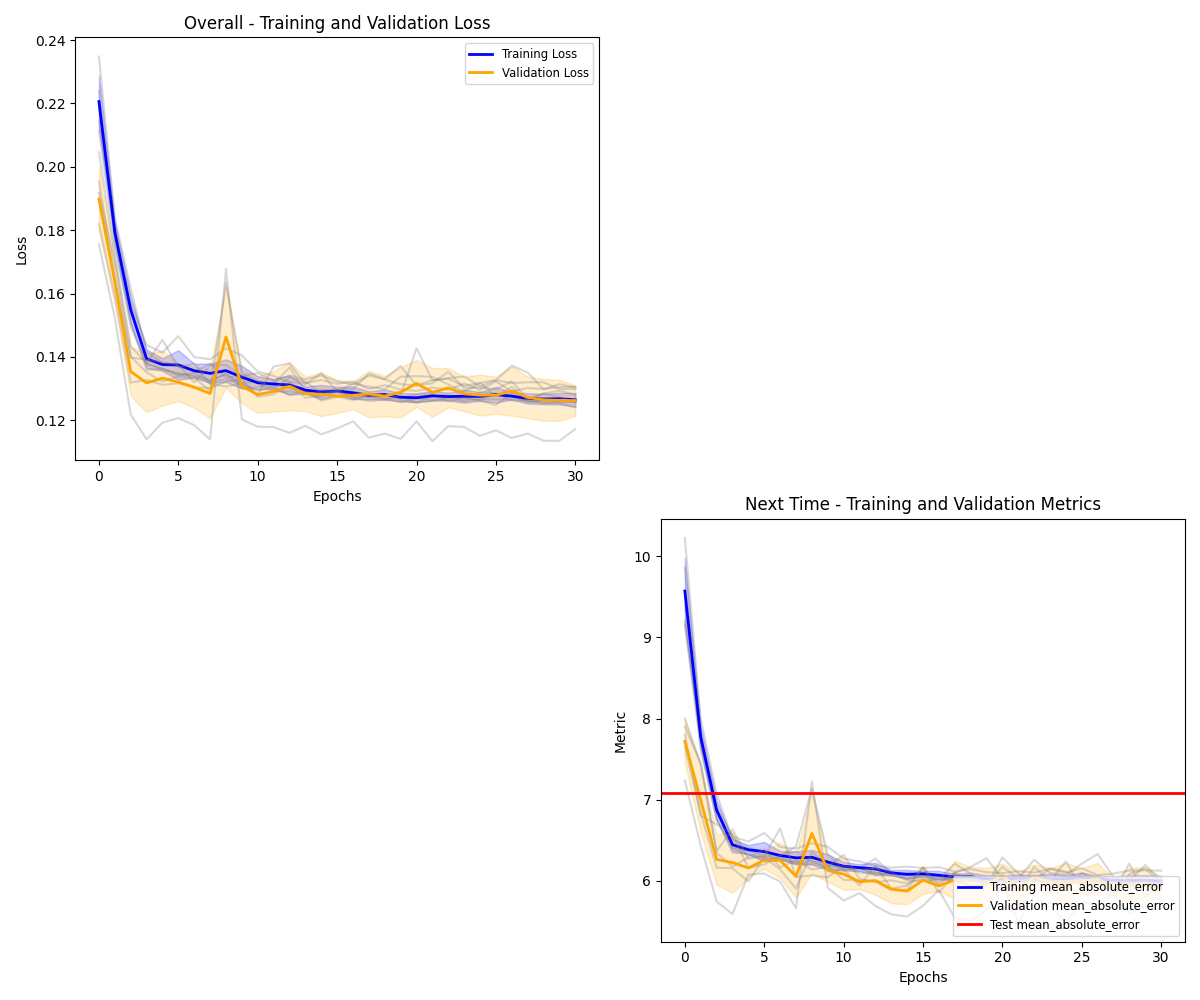 Overall - Training and Validation Loss
0.24
0.22
0.20
0.18
0.16
0.14
0.12
Loss
Training Loss
Validation Loss
0 5 10 15 20 25 30
Epochs
Next Time - Training and Validation Metrics
10
9
8
7
6
Metric
Training mean_absolute_error
Validation mean_absolute_error
Test mean_absolute_error
0 5 10 15 20 25 30
Epochs